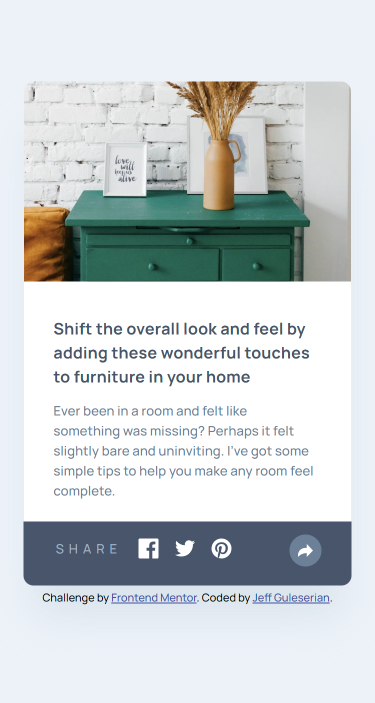 love
will
keep us
alive
Shift the overall look and feel by
adding these wonderful touches
to furniture in your home
Ever been in a room and felt like
something was missing? Perhaps it felt
slightly bare and uninviting. I've got some
simple tips to help you make any room feel
complete.
SHARE
Challenge by Frontend Mentor. Coded by Jeff Guleserian.